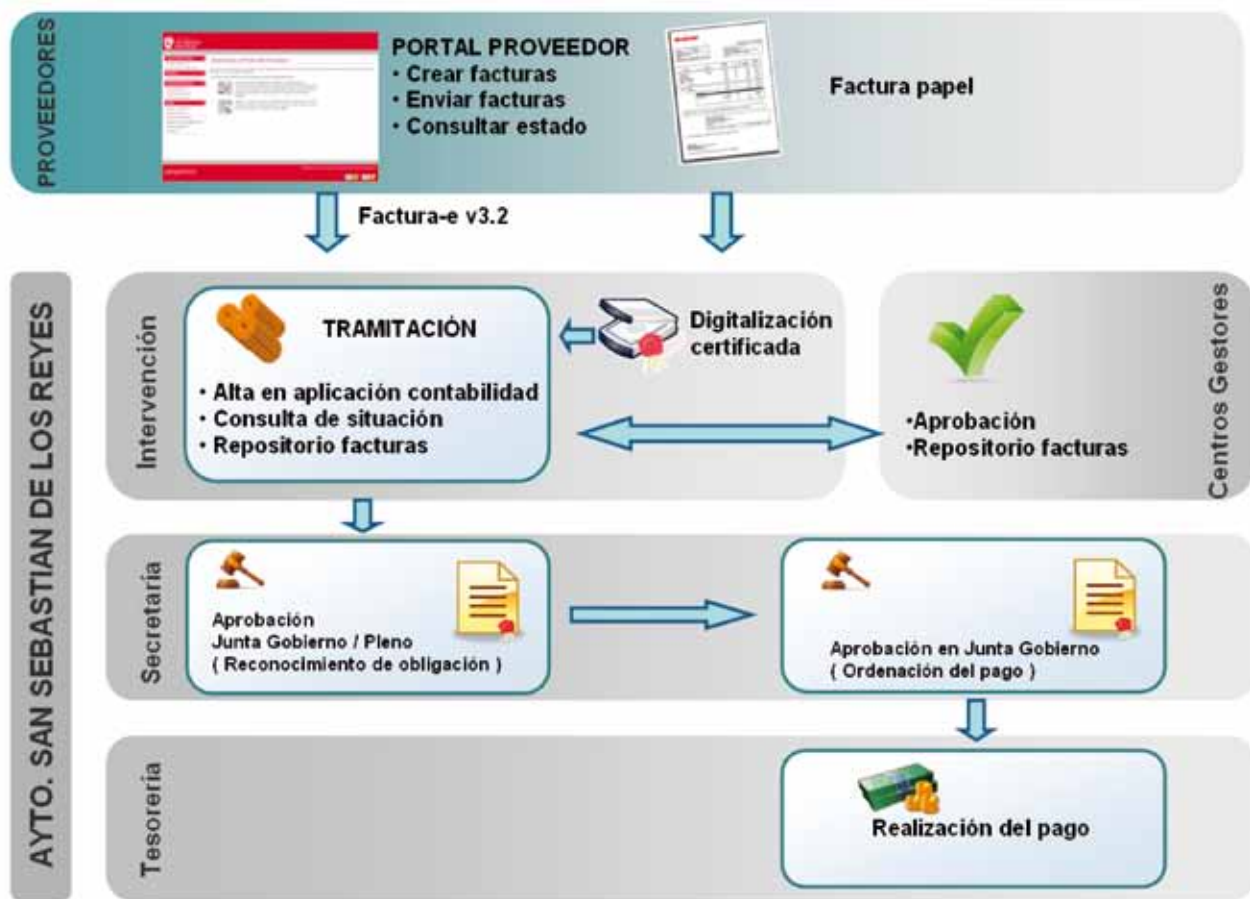 PROVEEDORES
PORTAL PROVEEDOR
• Crear facturas
• Enviar facturas
• Consultar estado
Factura papel
Factura-e v3.2
AYTO. SAN SEBASTIAN DE LOS REYES
Intervención
TRAMITACIÓN
• Alta en aplicación contabilidad
• Consulta de situación
• Repositorio facturas
Digitalización
certificada
•Aprobación
•Repositorio facturas
Centros Gestores
Secretaría
Aprobación
Junta Gobierno / Pleno
( Reconocimiento de obligación )
Aprobación en Junta Gobierno
( Ordenación del pago )
Tesorería
Realización del pago